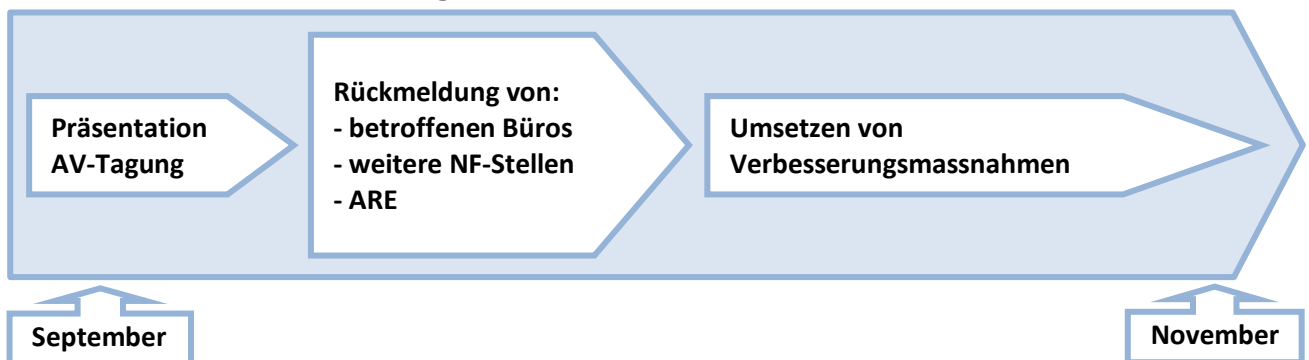 Präsentation
AV-Tagung
Rückmeldung von:
- betroffenen Büros
- weitere NF-Stellen
- ARE
Umsetzen von
Verbesserungsmassnahmen
September
November